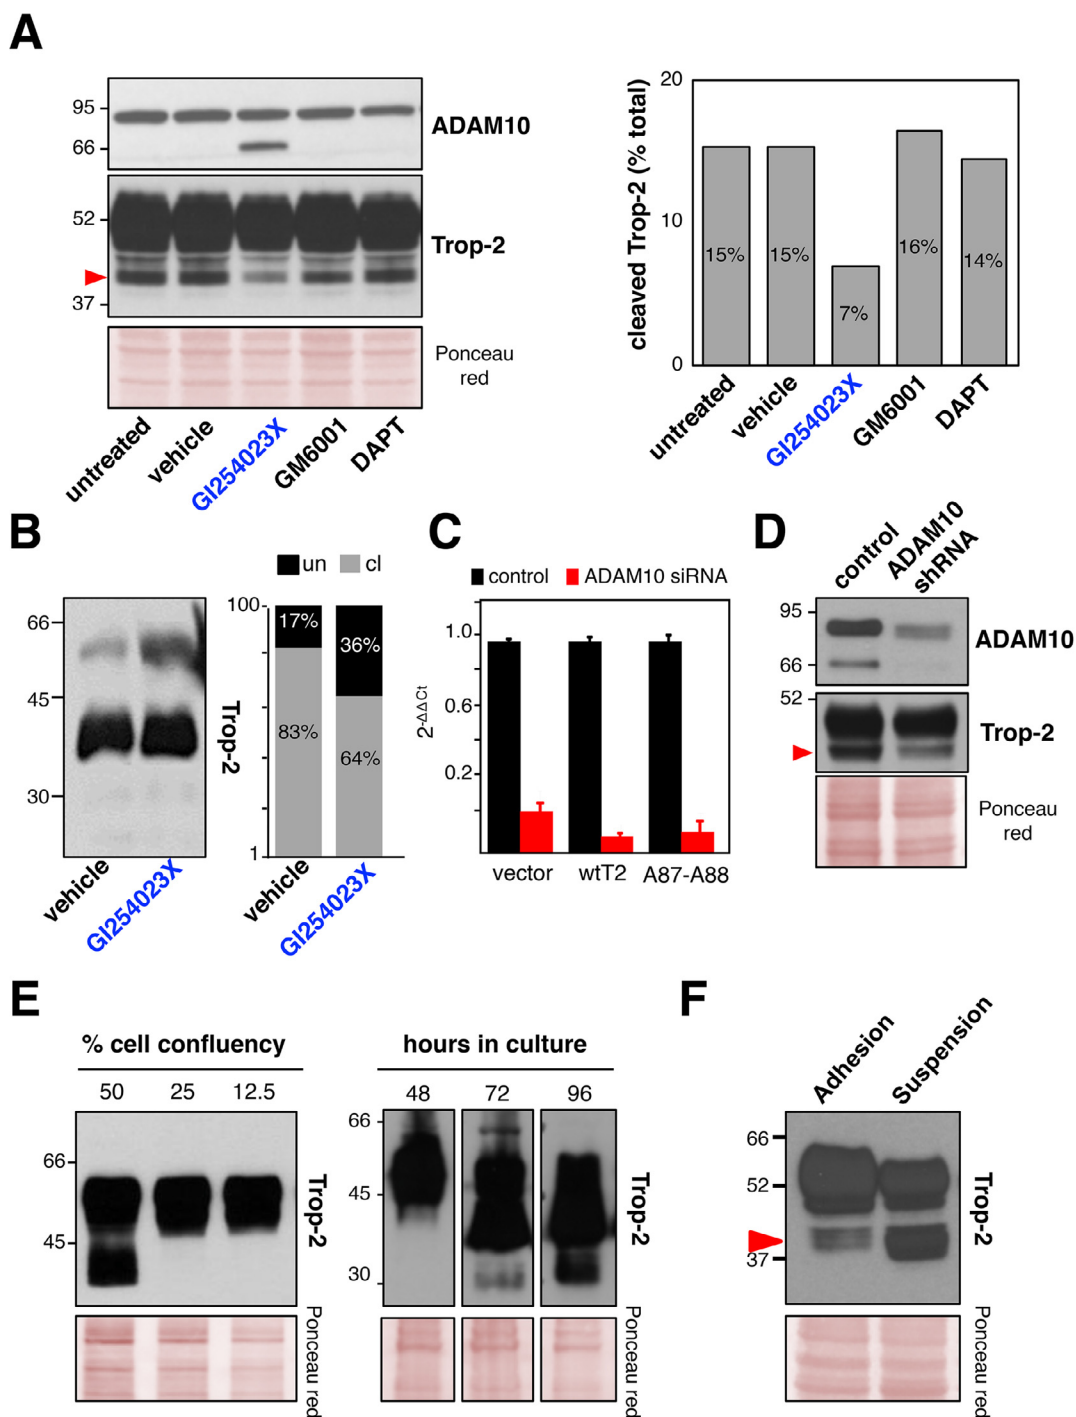 A
95
66
ADAM10
52
37
Trop-2
Ponceau
red
untreated
vehicle
GI254023X
GM6001
DAPT
cleaved Trop-2 (% total)
20
10
0
15%
15%
7%
16%
14%
untreated
vehicle
GI254023X
GM6001
DAPT
B
66
45
30
Trop-2
vehicle
GI254023X
un
cl
100
1
17%
83%
36%
64%
vehicle
GI254023X
C
control
ADAM10 siRNA
2-ΔΔCt
1.0
0.6
0.2
vector
wtT2
A87-A88
D
control
ADAM10
shRNA
95
66
ADAM10
52
Trop-2
Ponceau
red
E
% cell confluency
50 25 12.5
66
45
Trop-2
Ponceau red
hours in culture
48 72 96
66
45
30
Trop-2
Ponceau red
F
Adhesion
Suspension
66
52
37
Trop-2
Ponceau red